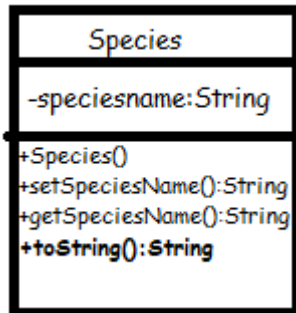 Species
-speciesname:String
+Species()
+setSpeciesName():String
+getSpeciesName():String
+toString():String